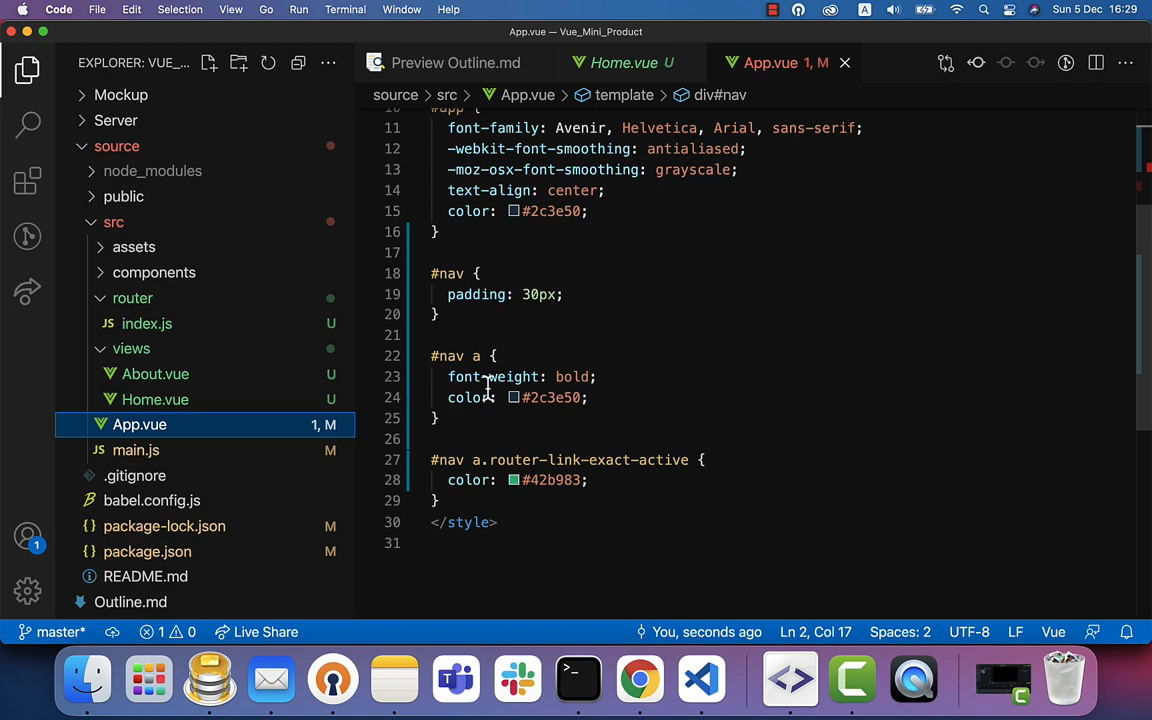 Code File Edit Selection View Go Run Terminal Window Help A Sun 5 Dec 16:29
App.vue — Vue_Mini_Product
EXPLORER: VUE_...
Preview Outline.md
Home.vue U
App.vue 1, M
source > src > App.vue > template > div#nav
Mockup
Server
source
node_modules
public
src
assets
components
router
JS index.js U
views
About.vue U
Home.vue U
App.vue 1, M
JS main.js M
.gitignore
babel.config.js
{} package-lock.json M
{} package.json M
README.md
Outline.md
#app {
11 font-family: Avenir, Helvetica, Arial, sans-serif;
12 -webkit-font-smoothing: antialiased;
13 -moz-osx-font-smoothing: grayscale;
14 text-align: center;
15 color: #2c3e50;
16 }
17
18 #nav {
19 padding: 30px;
20 }
21
22 #nav a {
23 font-weight: bold;
24 color: #2c3e50;
25 }
26
27 #nav a.router-link-exact-active {
28 color: #42b983;
29 }
30 </style>
31
1
master* 1 0 Live Share You, seconds ago Ln 2, Col 17 Spaces: 2 UTF-8 LF Vue